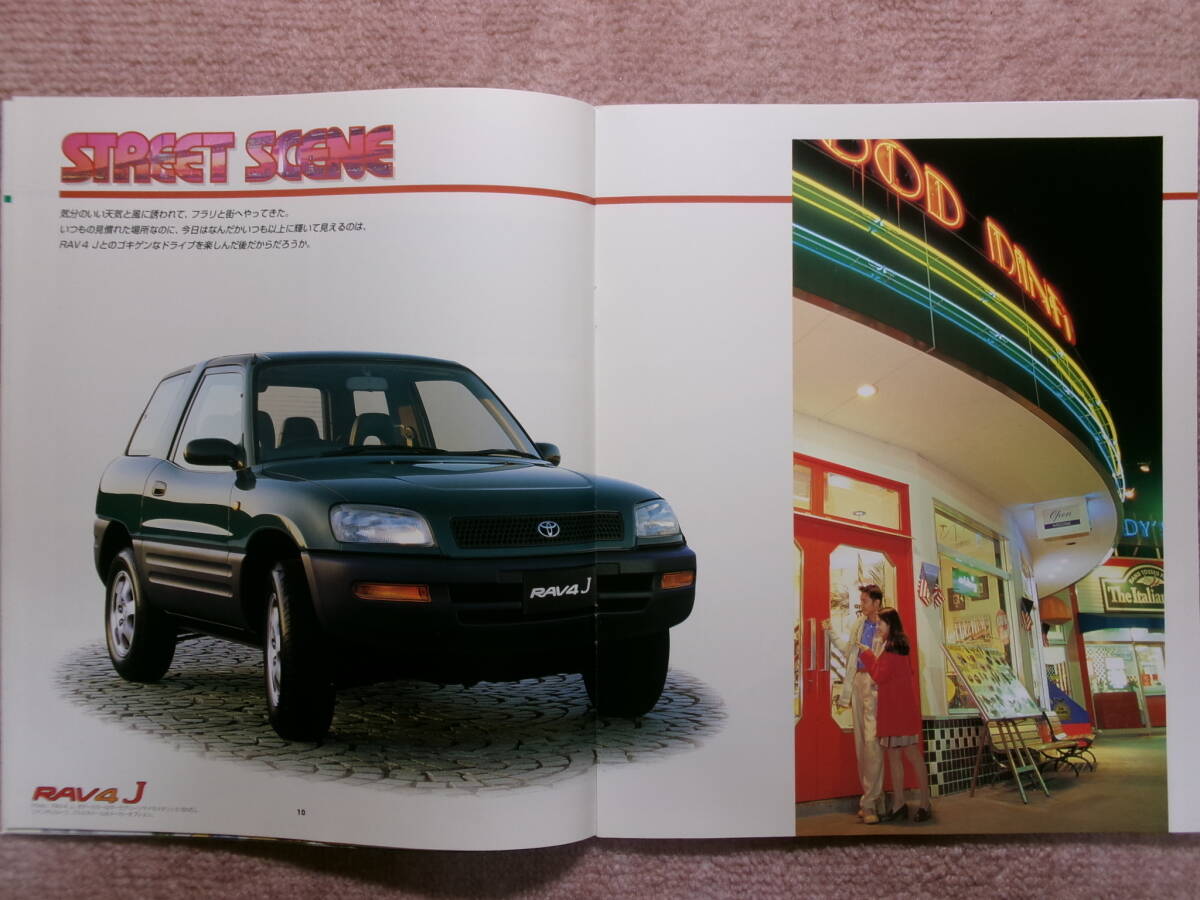 STREET SCENE
気分のいい天気と風に誘われて、フラリと街へやってきた。
いつもの見慣れた場所なのに、今日はなんだかいつも以上に輝いて見えるのは、
RAV4 Jとのゴキゲンなドライブを楽しんだ後だからだろうか。
RAV4 J
RAV4 J
10
OOD DINE
Open
DY'S
The Italian